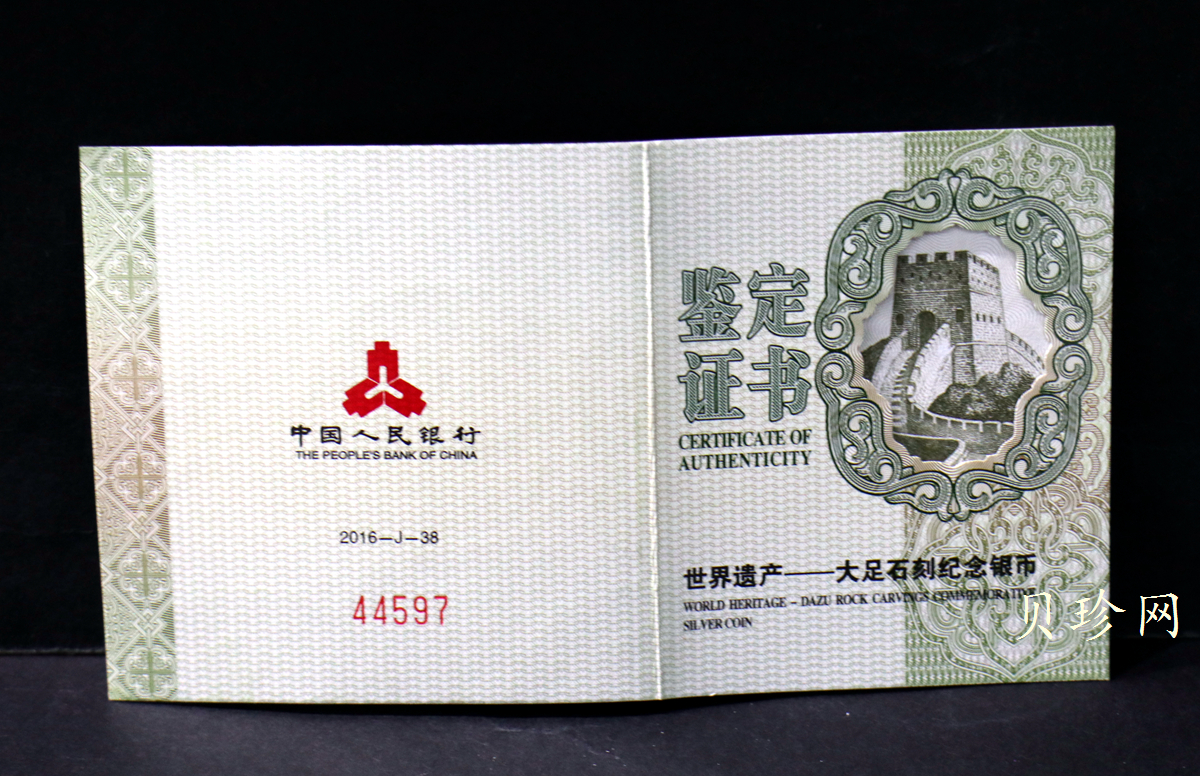 中国人民银行
THE PEOPLE'S BANK OF CHINA
2016—J—38
44597
鉴定
证书
CERTIFICATE OF
AUTHENTICITY
世界遗产——大足石刻纪念银币
WORLD HERITAGE – DAZU ROCK CARVINGS COMMEMORATIVE
SILVER COIN
贝珍网